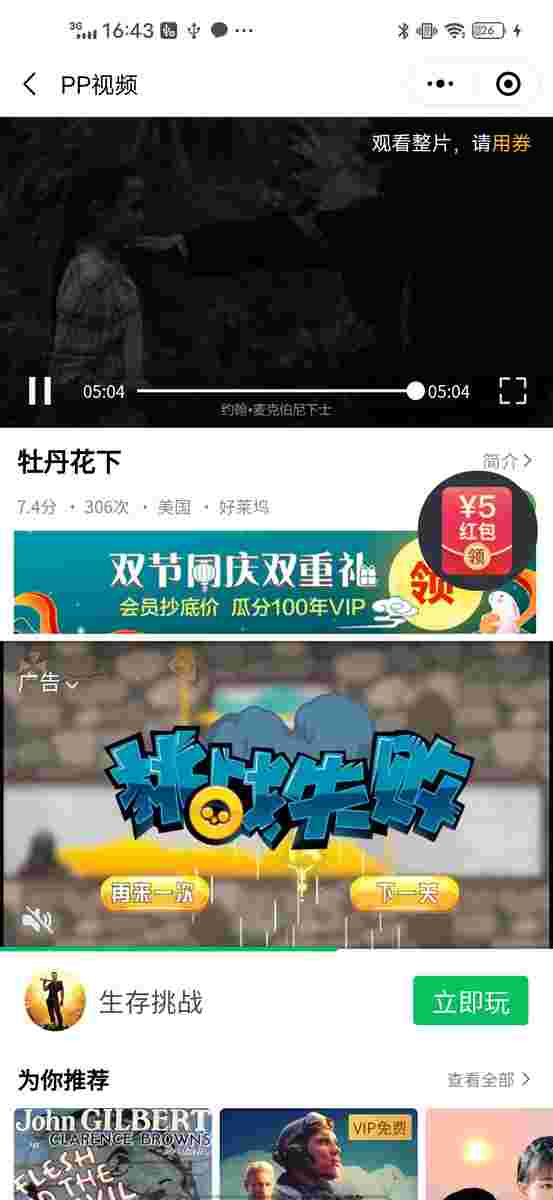 3G 16:43 26
PP视频
观看整片，请用券
05:04 05:04
约翰•麦克伯尼下士
牡丹花下 简介
7.4分 · 306次 · 美国 · 好莱坞
¥5
红包
领
双节同庆双重礼
会员抄底价 瓜分100年VIP
领
广告
挑战失败
再来一次 下一关
生存挑战 立即玩
为你推荐 查看全部
John GILBERT
CLARENCE BROWN'S
FLESH
AND THE
DEVIL
VIP免费